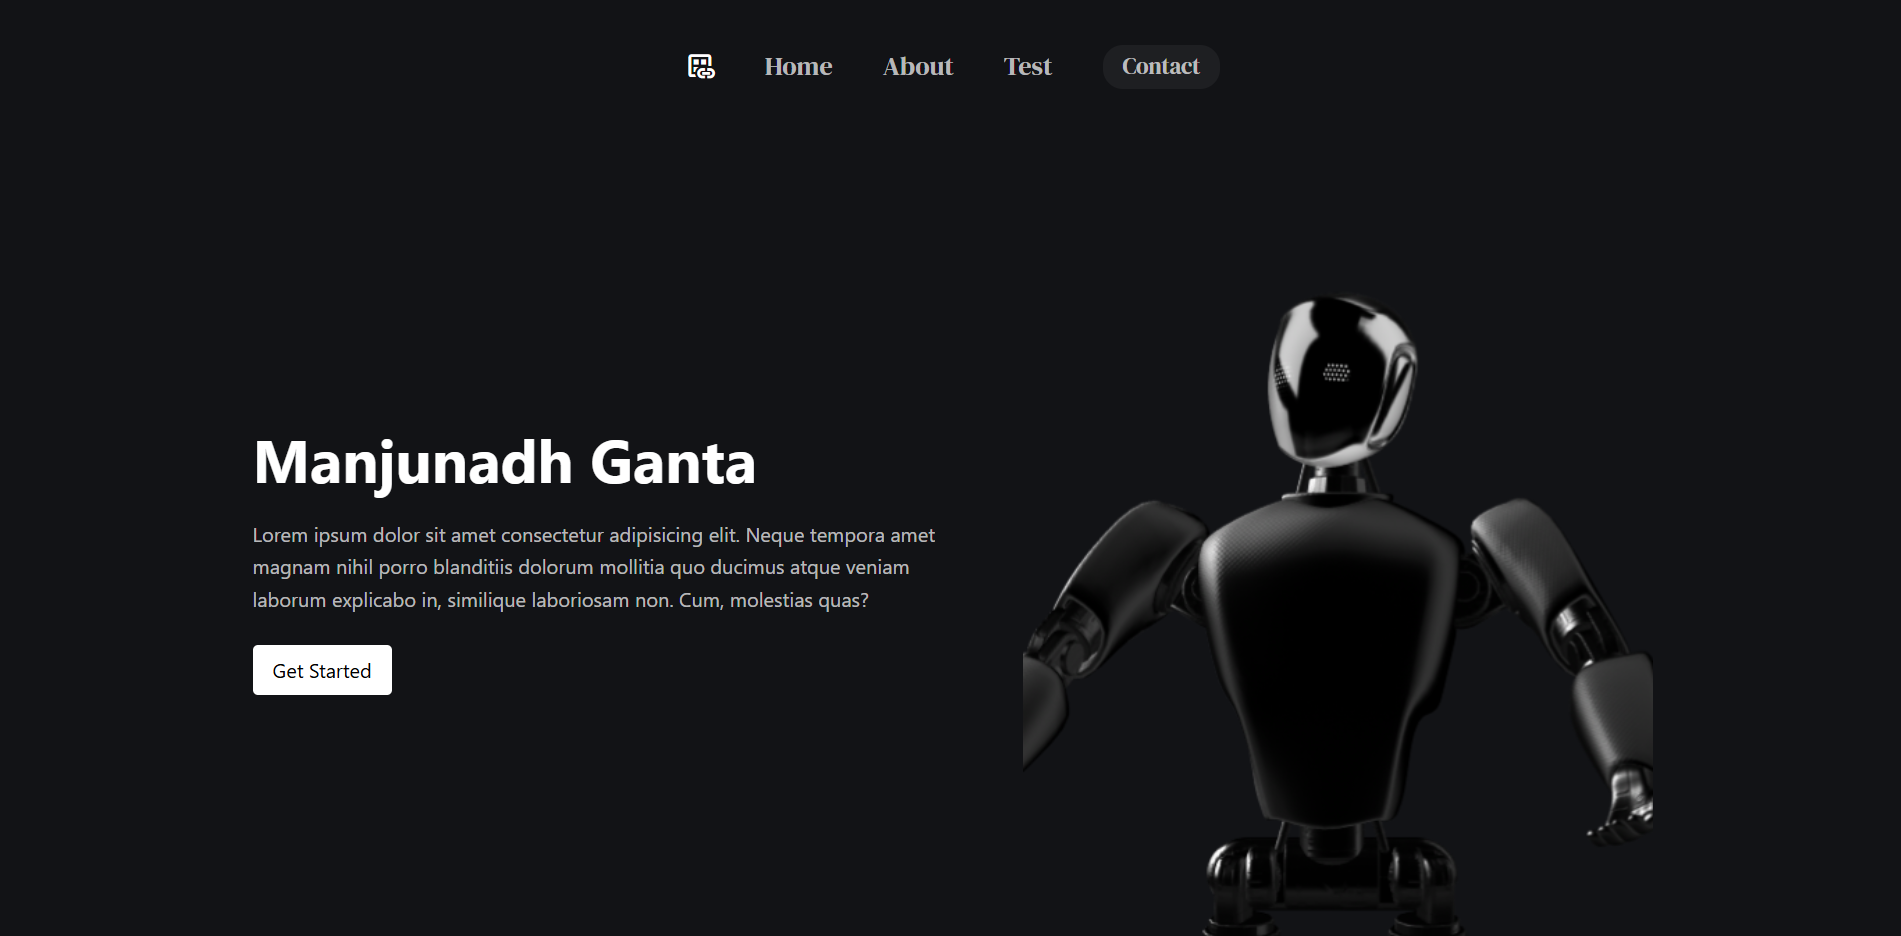 Home About Test Contact
Manjunadh Ganta
Lorem ipsum dolor sit amet consectetur adipisicing elit. Neque tempora amet
magnam nihil porro blanditiis dolorum mollitia quo ducimus atque veniam
laborum explicabo in, similique laboriosam non. Cum, molestias quas?
Get Started